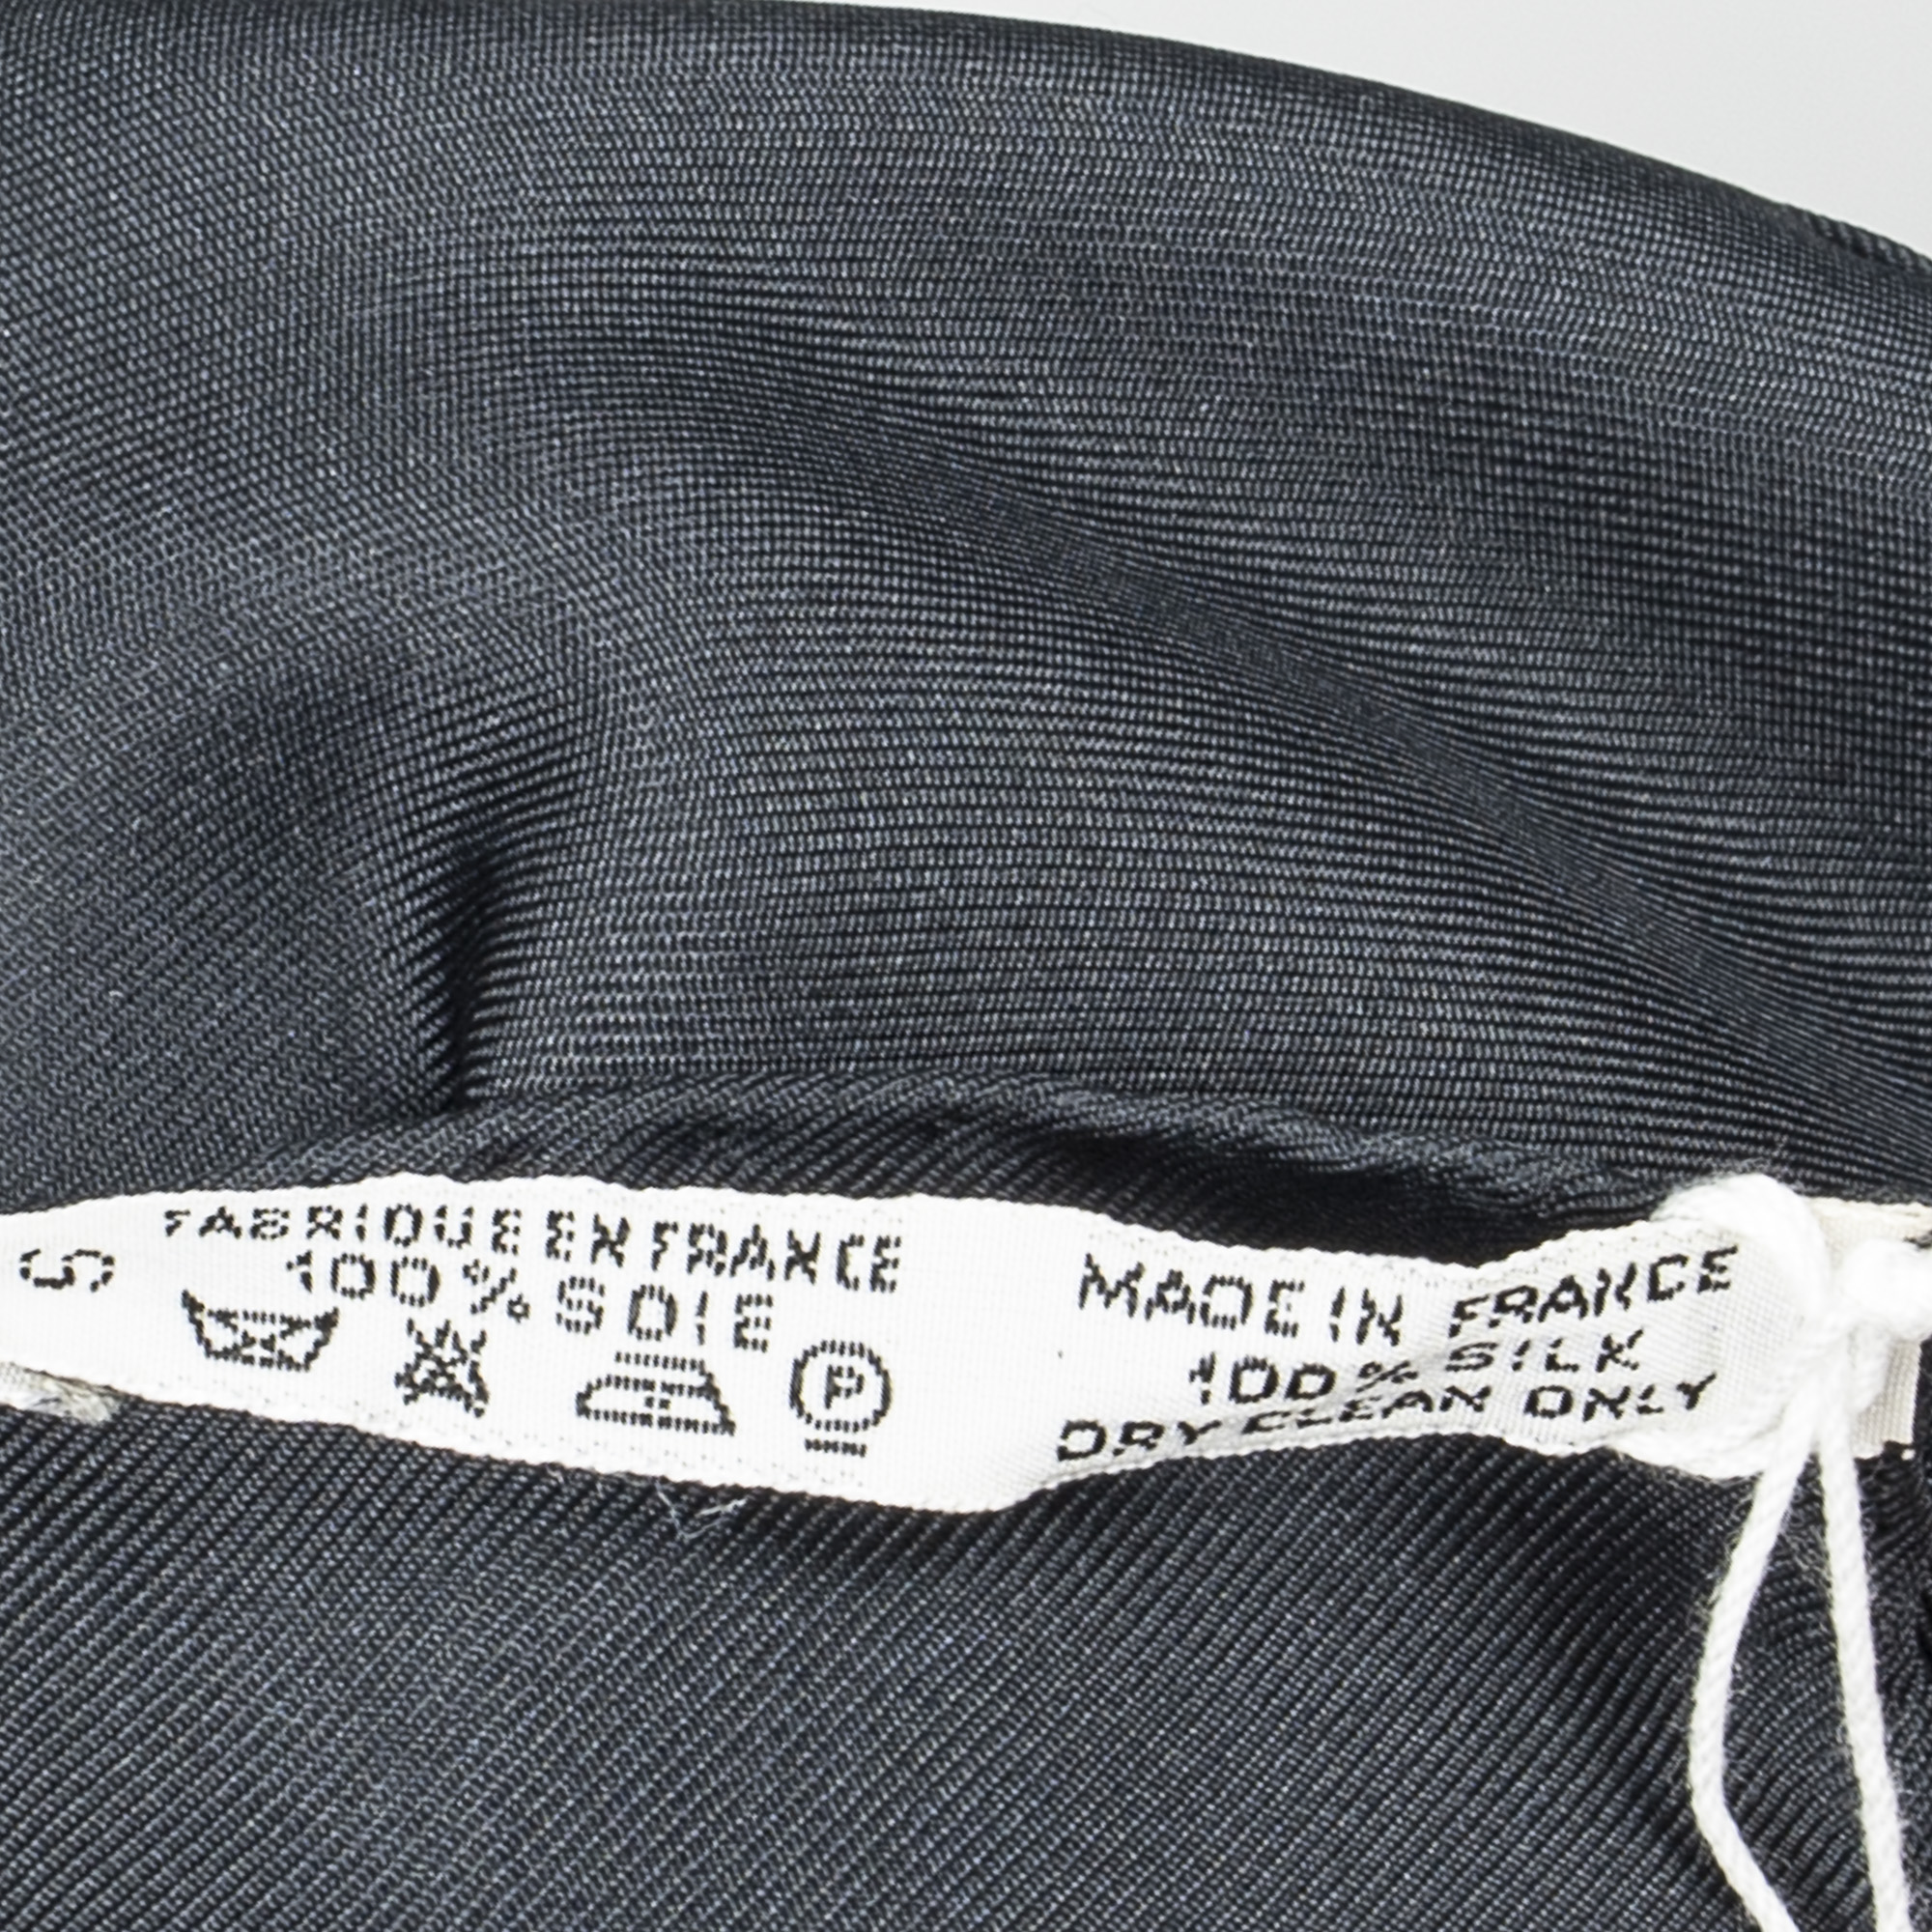 S
FABRIQUE EN FRANCE
100% SOIE
P
MADE IN FRANCE
100% SILK
DRY CLEAN ONLY